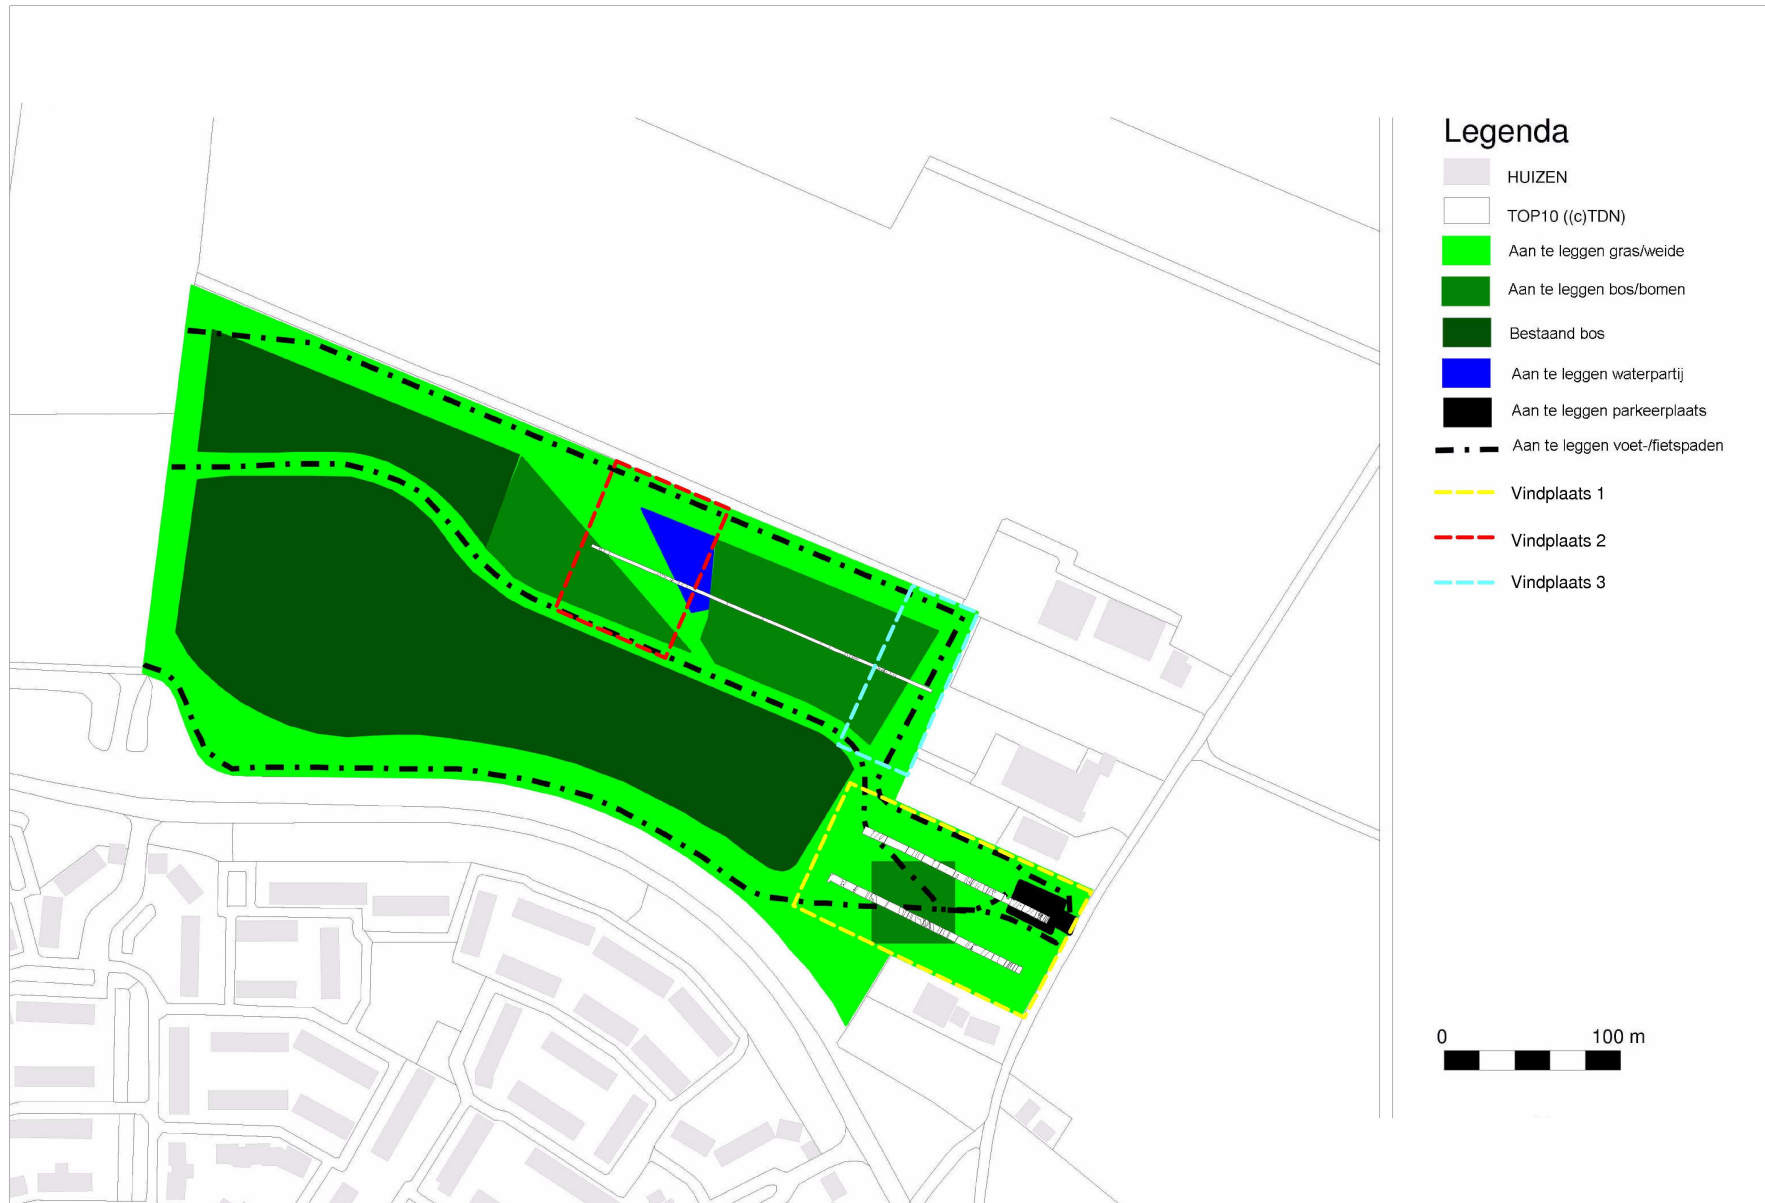 Legenda
HUIZEN
TOP10 ((c)TDN)
Aan te leggen gras/weide
Aan te leggen bos/bomen
Bestaand bos
Aan te leggen waterpartij
Aan te leggen parkeerplaats
Aan te leggen voet-/fietspaden
Vindplaats 1
Vindplaats 2
Vindplaats 3
0 100 m